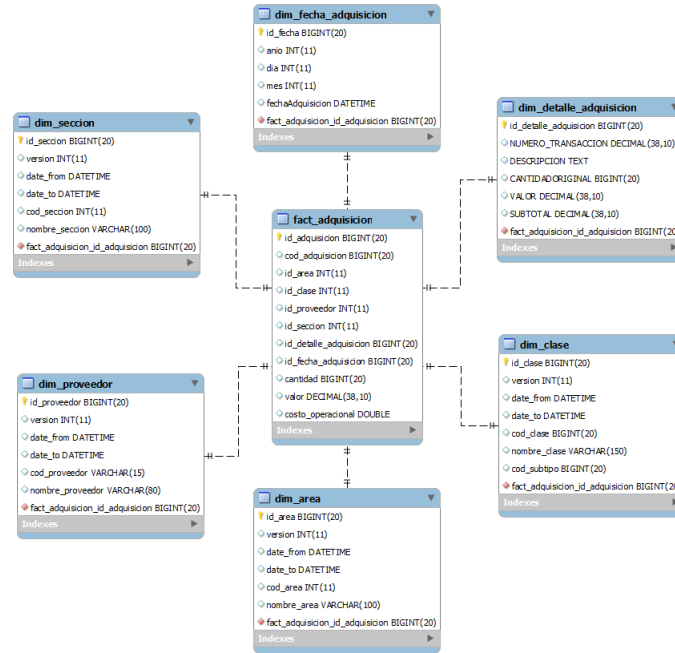 dim_fecha_adquisicion
id_fecha BIGINT(20)
anio INT(11)
dia INT(11)
mes INT(11)
fechaAdquisicion DATETIME
fact_adquisicion_id_adquisicion BIGINT(20)
Indexes
dim_seccion
id_seccion BIGINT(20)
version INT(11)
date_from DATETIME
date_to DATETIME
cod_seccion INT(11)
nombre_seccion VARCHAR(100)
fact_adquisicion_id_adquisicion BIGINT(20)
Indexes
dim_detalle_adquisicion
id_detalle_adquisicion BIGINT(20)
NUMERO_TRANSACCION DECIMAL(38,10)
DESCRIPCION TEXT
CANTIDADORIGINAL BIGINT(20)
VALOR DECIMAL(38,10)
SUBTOTAL DECIMAL(38,10)
fact_adquisicion_id_adquisicion BIGINT(20
Indexes
fact_adquisicion
id_adquisicion BIGINT(20)
cod_adquisicion BIGINT(20)
id_area INT(11)
id_clase INT(11)
id_proveedor INT(11)
id_seccion INT(11)
id_detalle_adquisicion BIGINT(20)
id_fecha_adquisicion BIGINT(20)
cantidad BIGINT(20)
valor DECIMAL(38,10)
costo_operacional DOUBLE
Indexes
dim_proveedor
id_proveedor BIGINT(20)
version INT(11)
date_from DATETIME
date_to DATETIME
cod_proveedor VARCHAR(15)
nombre_proveedor VARCHAR(80)
fact_adquisicion_id_adquisicion BIGINT(20)
Indexes
dim_clase
id_clase BIGINT(20)
version INT(11)
date_from DATETIME
date_to DATETIME
cod_clase BIGINT(20)
nombre_clase VARCHAR(150)
cod_subtipo BIGINT(20)
fact_adquisicion_id_adquisicion BIGINT(20
Indexes
dim_area
id_area BIGINT(20)
version INT(11)
date_from DATETIME
date_to DATETIME
cod_area INT(11)
nombre_area VARCHAR(100)
fact_adquisicion_id_adquisicion BIGINT(20)
Indexes